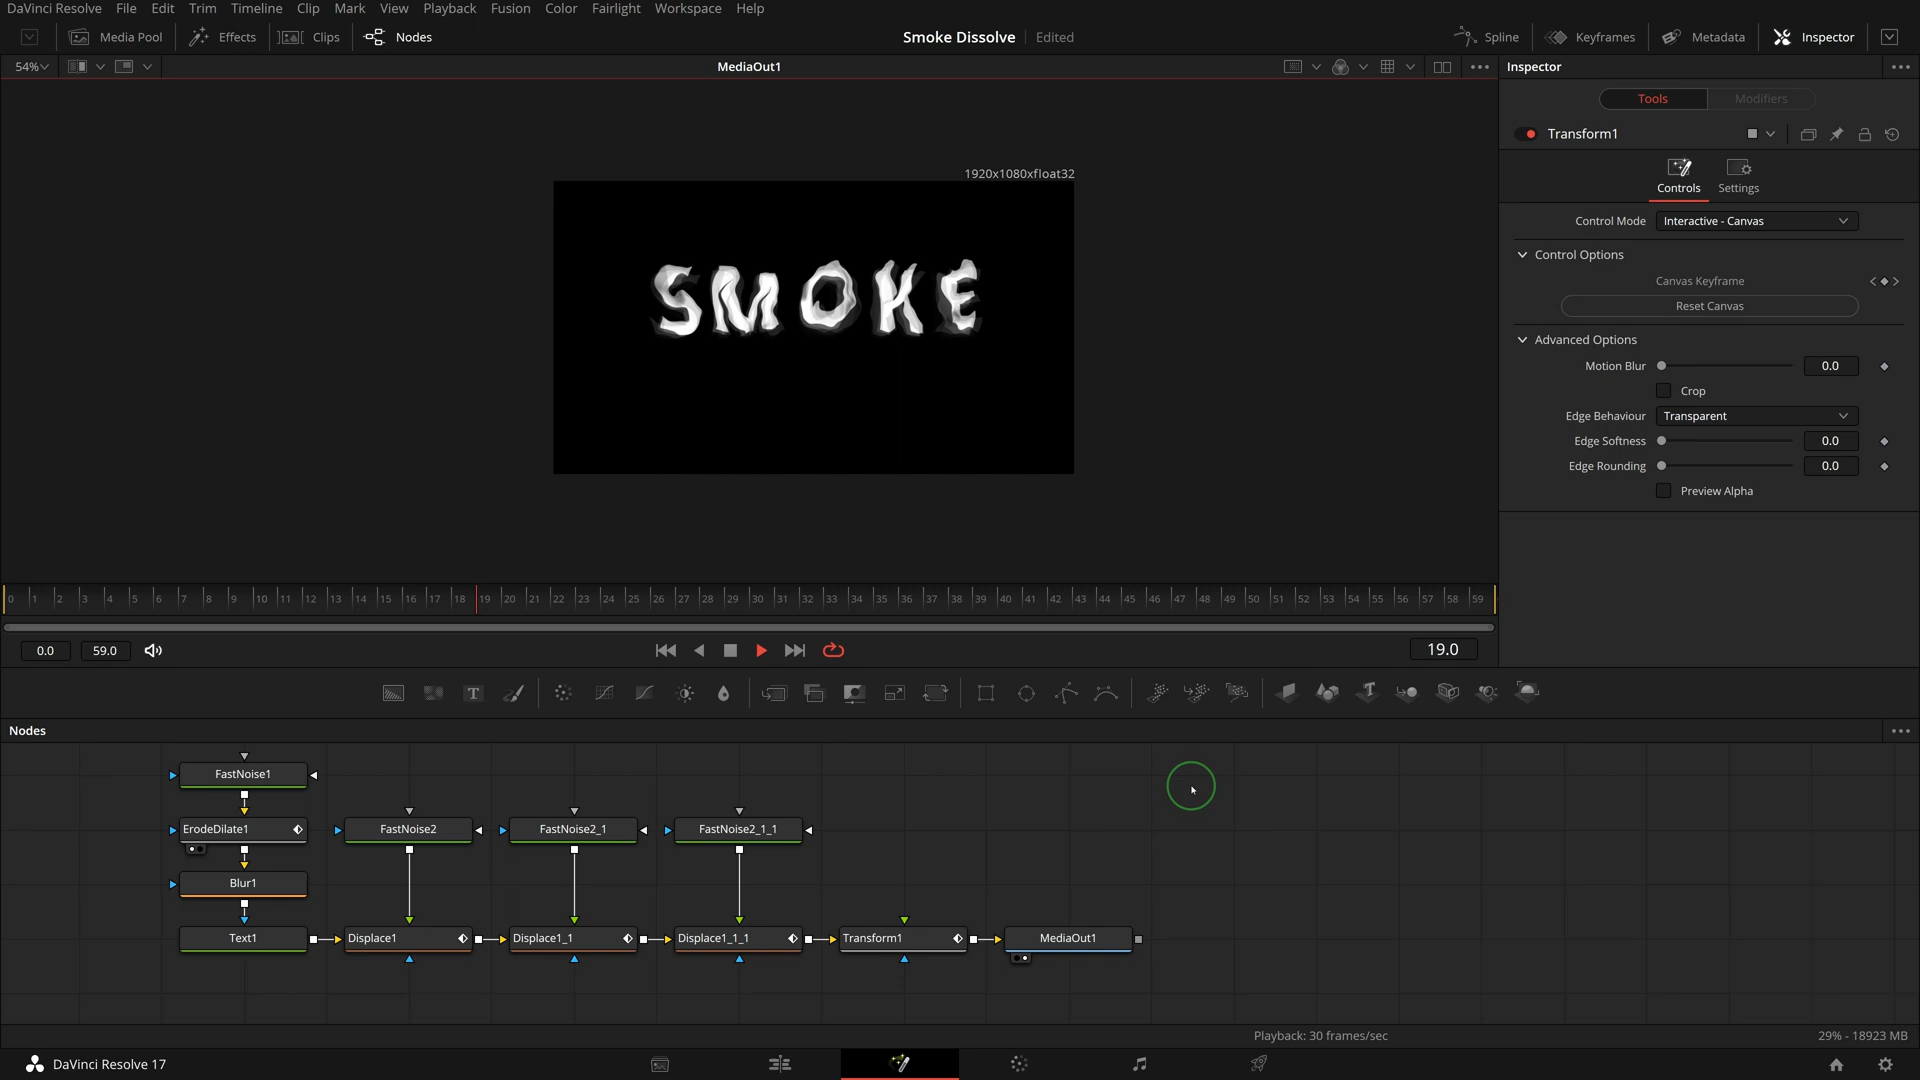 DaVinci Resolve File Edit Trim Timeline Clip Mark View Playback Fusion Color Fairlight Workspace Help
Media Pool Effects Clips Nodes Smoke Dissolve Edited Spline Keyframes Metadata Inspector
54% MediaOut1 Inspector
Tools Modifiers
Transform1
1920x1080xfloat32
Controls Settings
Control Mode Interactive - Canvas
Control Options
Canvas Keyframe
Reset Canvas
Advanced Options
Motion Blur 0.0
Crop
Edge Behaviour Transparent
Edge Softness 0.0
Edge Rounding 0.0
Preview Alpha
SMOKE
0 1 2 3 4 5 6 7 8 9 10 11 12 13 14 15 16 17 18 19 20 21 22 23 24 25 26 27 28 29 30 31 32 33 34 35 36 37 38 39 40 41 42 43 44 45 46 47 48 49 50 51 52 53 54 55 56 57 58 59
0.0 59.0 19.0
Nodes
FastNoise1
ErodeDilate1 FastNoise2 FastNoise2_1 FastNoise2_1_1
Blur1
Text1 Displace1 Displace1_1 Displace1_1_1 Transform1 MediaOut1
Playback: 30 frames/sec 29% - 18923 MB
DaVinci Resolve 17